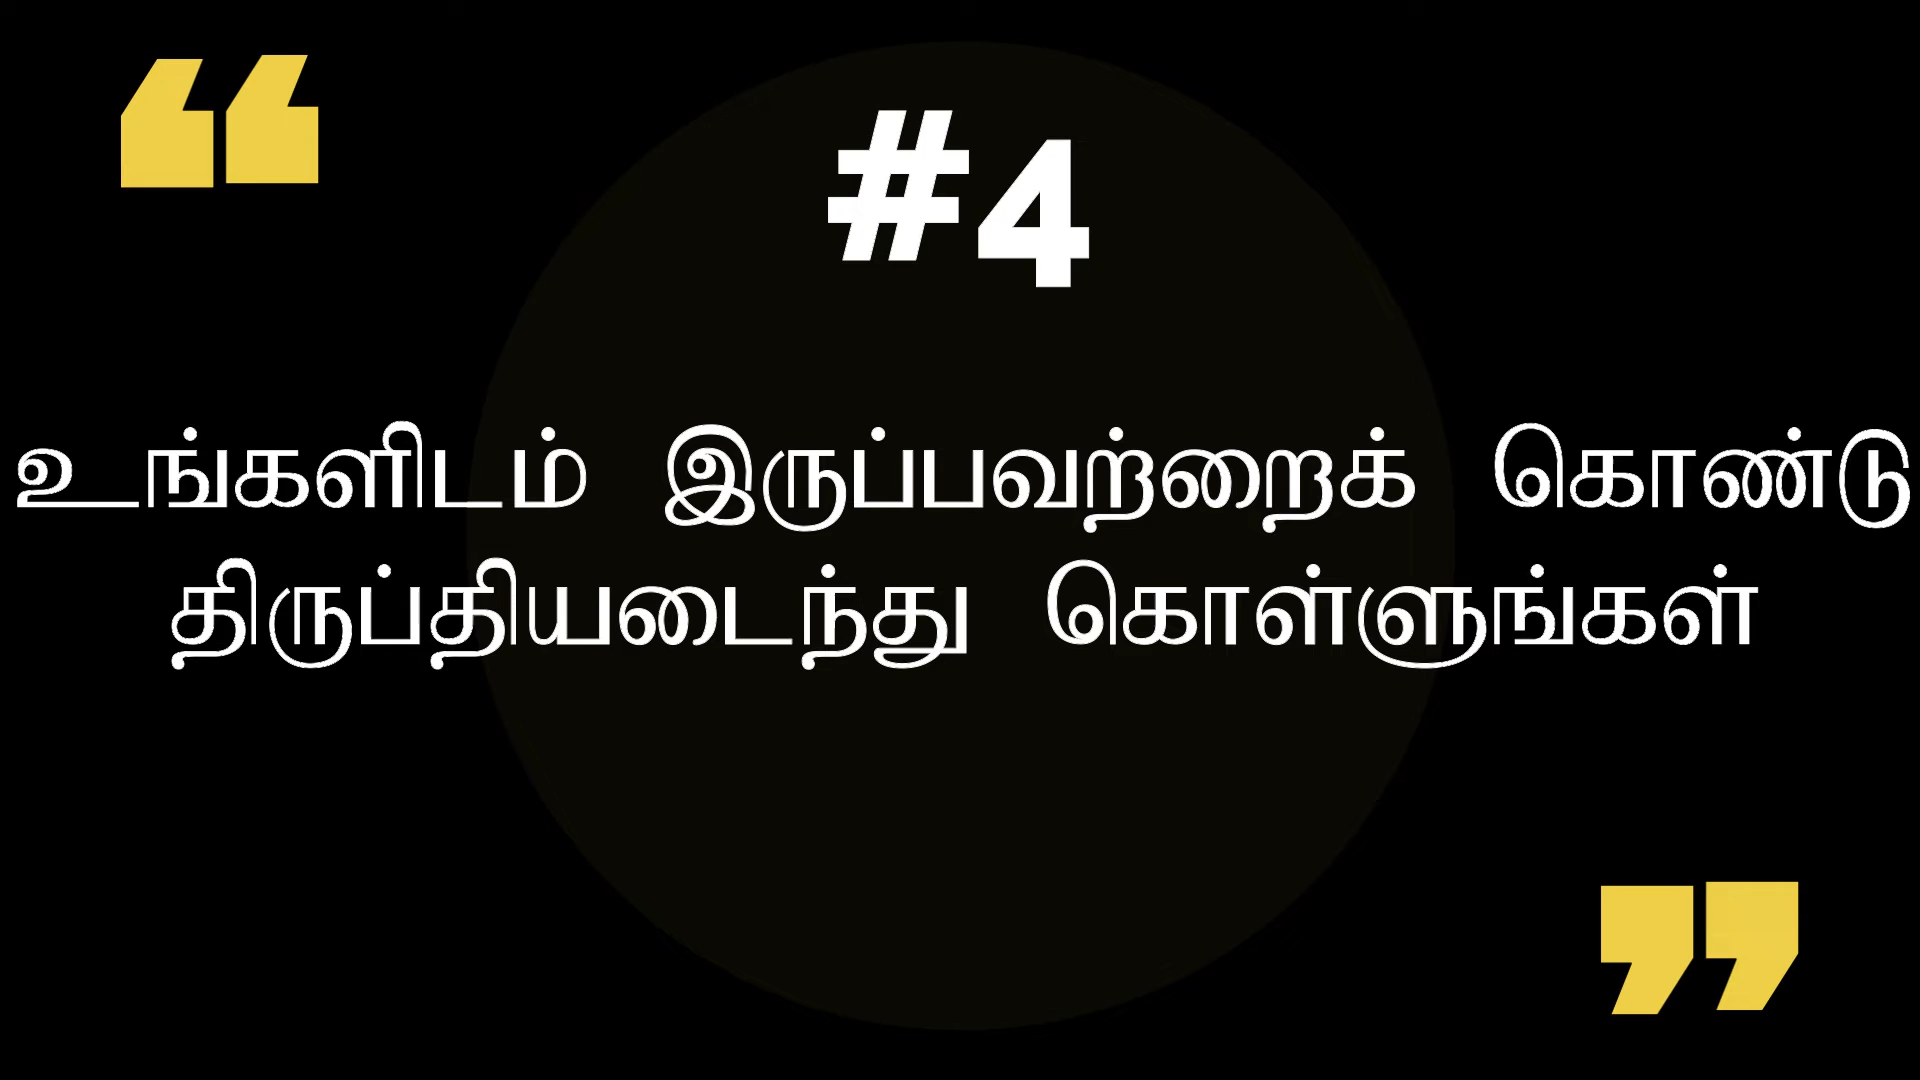 #4
உங்களிடம் இருப்பவற்றைக் கொண்டு
திருப்தியடைந்து கொள்ளுங்கள்